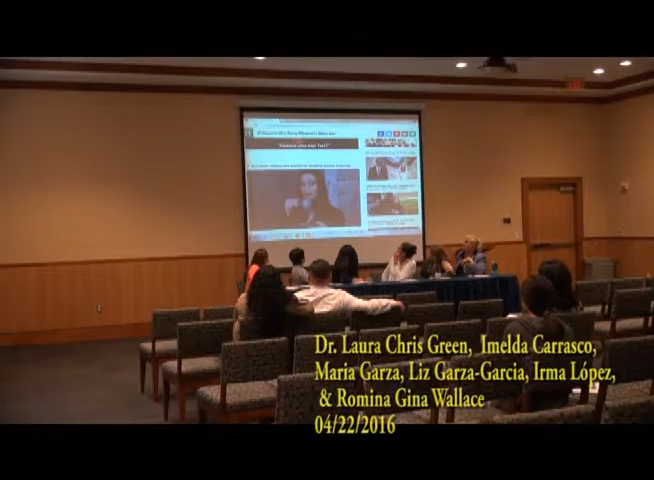 Dr. Laura Chris Green, Imelda Carrasco,
Maria Garza, Liz Garza-Garcia, Irma López,
& Romina Gina Wallace
04/22/2016